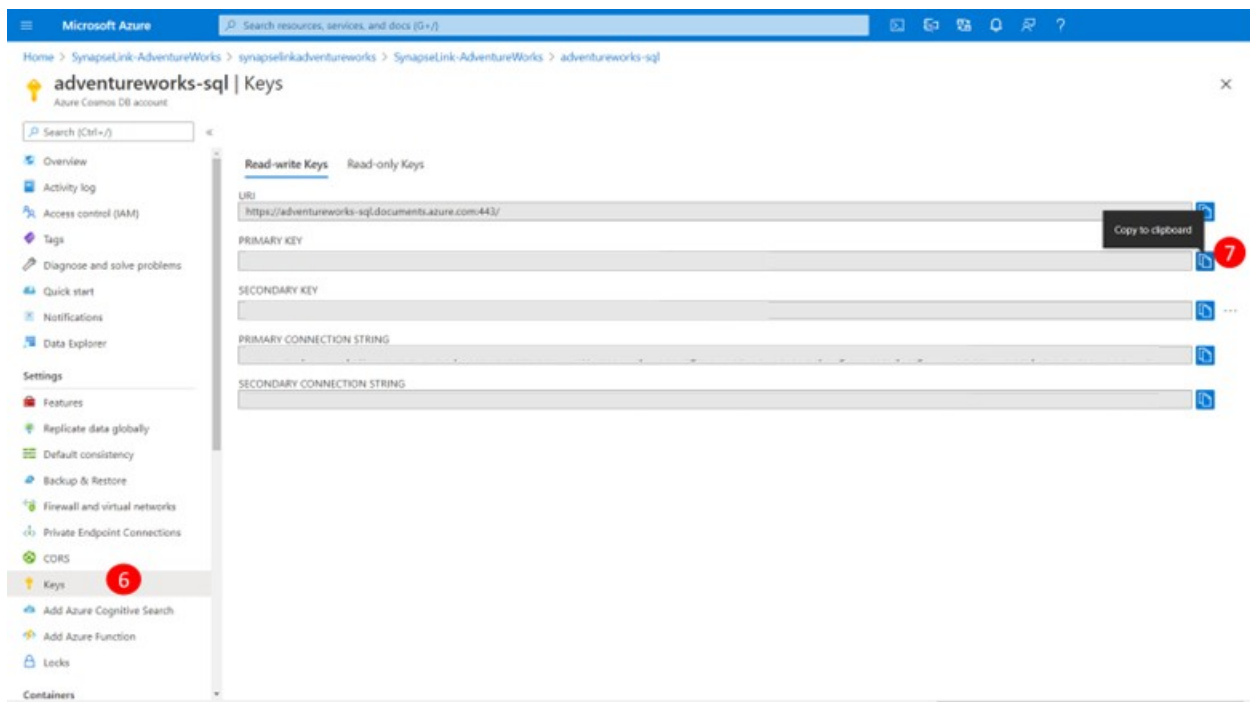 Microsoft Azure
Search resources, services, and docs (G+/)
Home > SynapseLink-AdventureWorks > synapselinkadventureworks > SynapseLink-AdventureWorks > adventureworks-sql
adventureworks-sql | Keys
Azure Cosmos DB account
Search (Ctrl+/)
Overview
Activity log
Access control (IAM)
Tags
Diagnose and solve problems
Quick start
Notifications
Data Explorer
Settings
Features
Replicate data globally
Default consistency
Backup & Restore
Firewall and virtual networks
Private Endpoint Connections
CORS
Keys
6
Add Azure Cognitive Search
Add Azure Function
Locks
Containers
Read-write Keys Read-only Keys
URI
https://adventureworks-sql.documents.azure.com:443/
Copy to clipboard
PRIMARY KEY
7
SECONDARY KEY
PRIMARY CONNECTION STRING
SECONDARY CONNECTION STRING